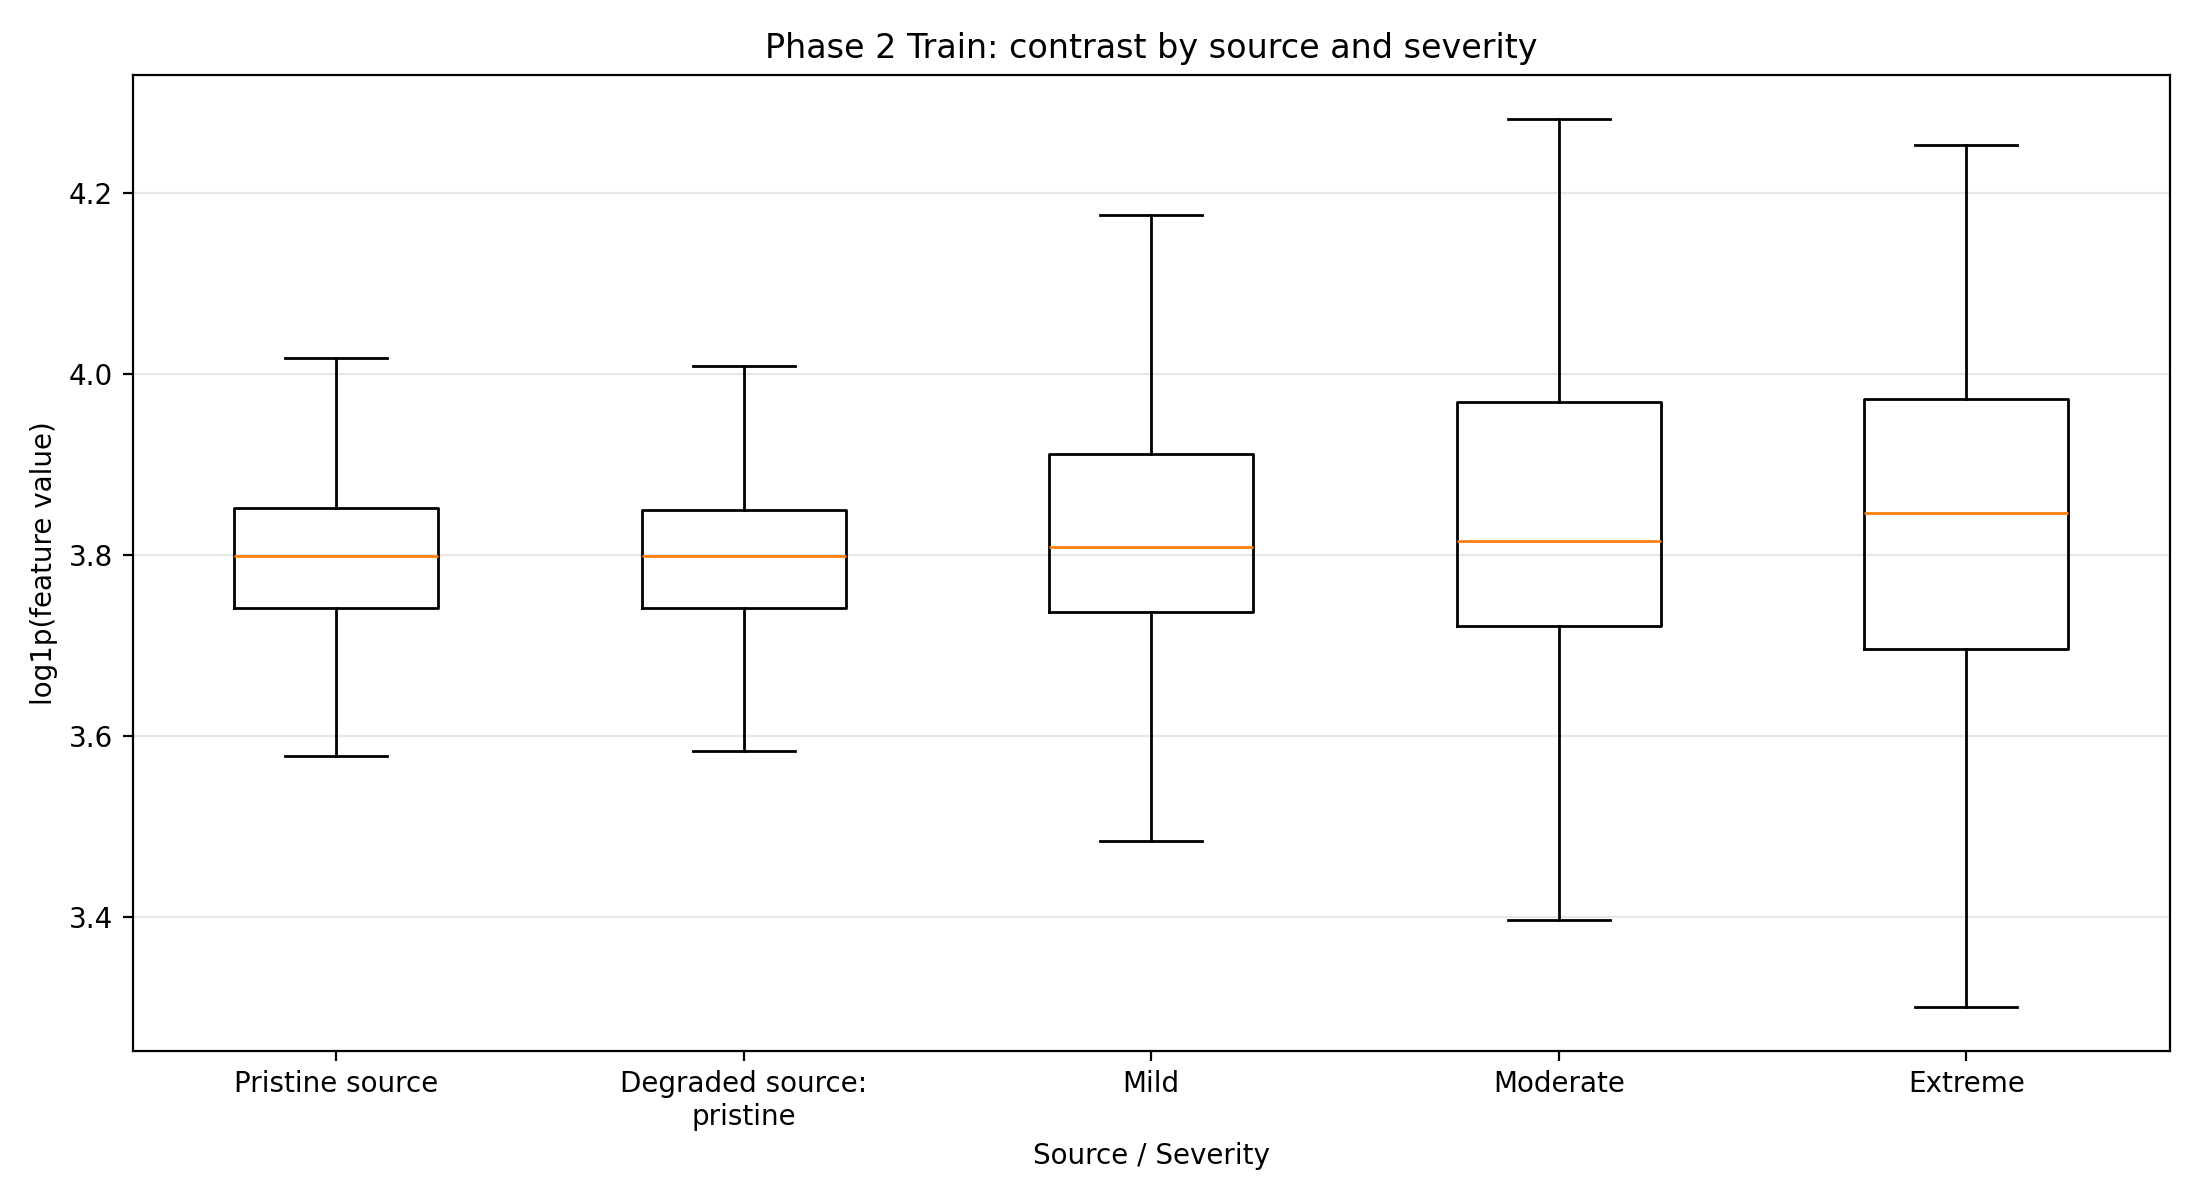 Phase 2 Train: contrast by source and severity
log1p(feature value)
4.2
4.0
3.8
3.6
3.4
Pristine source
Degraded source:
pristine
Mild
Moderate
Extreme
Source / Severity